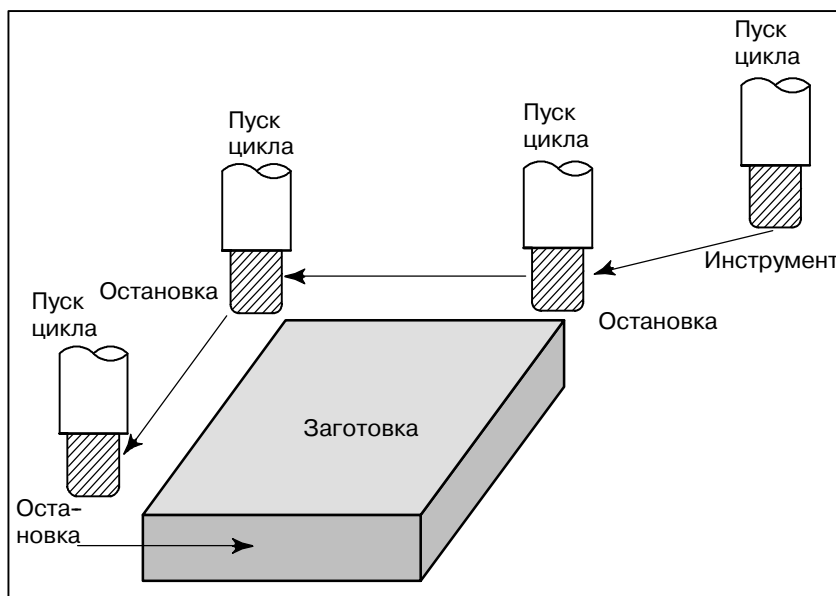 Пуск
цикла
Пуск
цикла
Пуск
цикла
Инструмент
Остановка
Остановка
Пуск
цикла
Заготовка
Оста-
новка